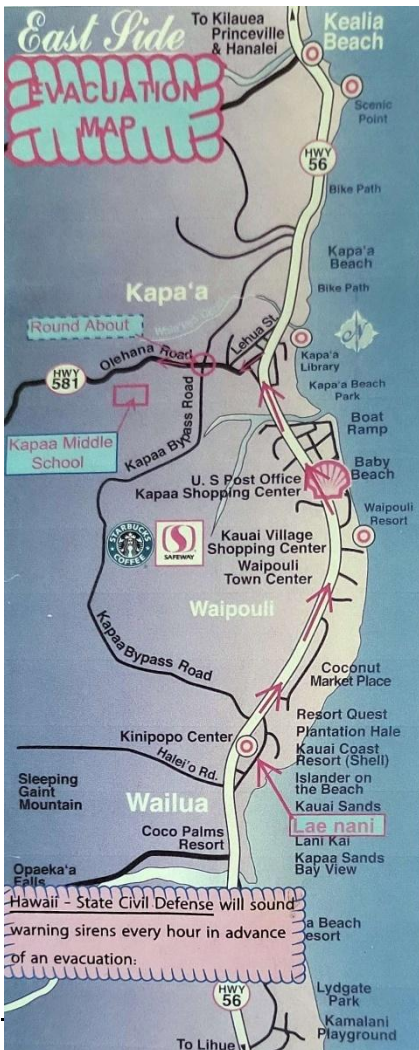 East Side
To Kilauea
Princeville
& Hanalei
Kealia
Beach
EVACUATION
MAP
Scenic
Point
HWY
56
Bike Path
Kapa'a
Beach
Kapa'a
Bike Path
Round About
Lehua St.
Kapa'a
Library
Olehana Road
HWY
581
Kapa'a Beach
Park
Kapaa Bypass Road
Boat
Ramp
Kapaa Middle
School
Baby
Beach
U. S Post Office
Kapaa Shopping Center
Waipouli
Resort
STARBUCKS
COFFEE
SAFEWAY
Kauai Village
Shopping Center
Waipouli
Town Center
Waipouli
Kapaa Bypass Road
Coconut
Market Place
Resort Quest
Plantation Hale
Kinipopo Center
Kauai Coast
Resort (Shell)
Halei'o Rd.
Islander on
the Beach
Sleeping
Gaint
Mountain
Wailua
Kauai Sands
Lae nani
Lani Kai
Coco Palms
Resort
Kapaa Sands
Bay View
Opaeka'a
Falls
Hawaii - State Civil Defense will sound
warning sirens every hour in advance
of an evacuation:
a Beach
esort
HWY
56
Lydgate
Park
Kamalani
Playground
To Lihue